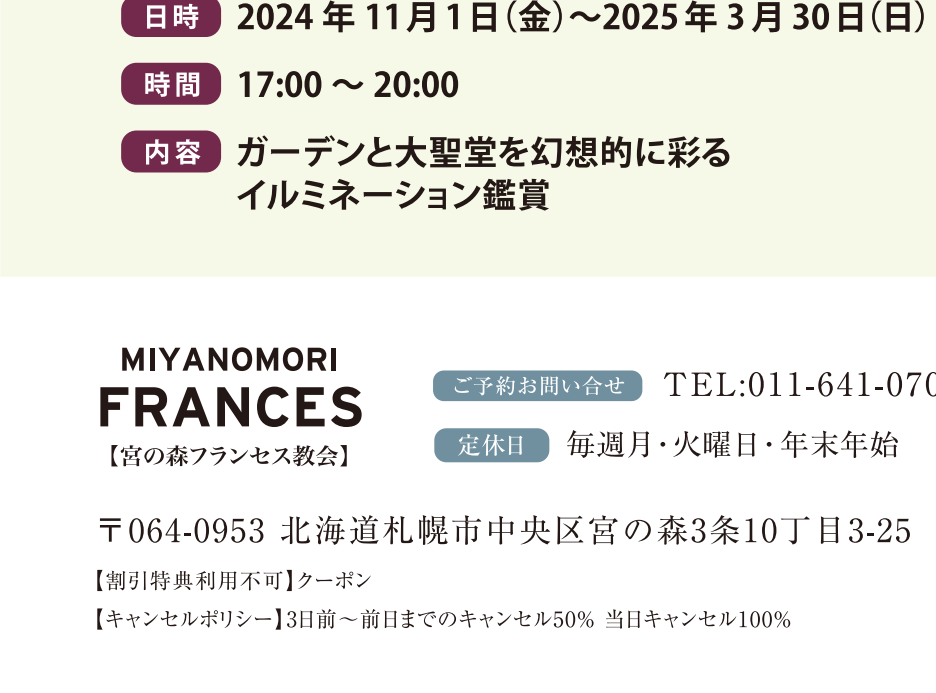 日時 2024年11月1日(金)～2025年3月30日(日)
時間 17:00 ～ 20:00
内容 ガーデンと大聖堂を幻想的に彩る
イルミネーション鑑賞
MIYANOMORI
FRANCES
【宮の森フランセス教会】
ご予約お問い合せ TEL:011-641-070
定休日 毎週月・火曜日・年末年始
〒064-0953 北海道札幌市中央区宮の森3条10丁目3-25
【割引特典利用不可】クーポン
【キャンセルポリシー】3日前～前日までのキャンセル50% 当日キャンセル100%